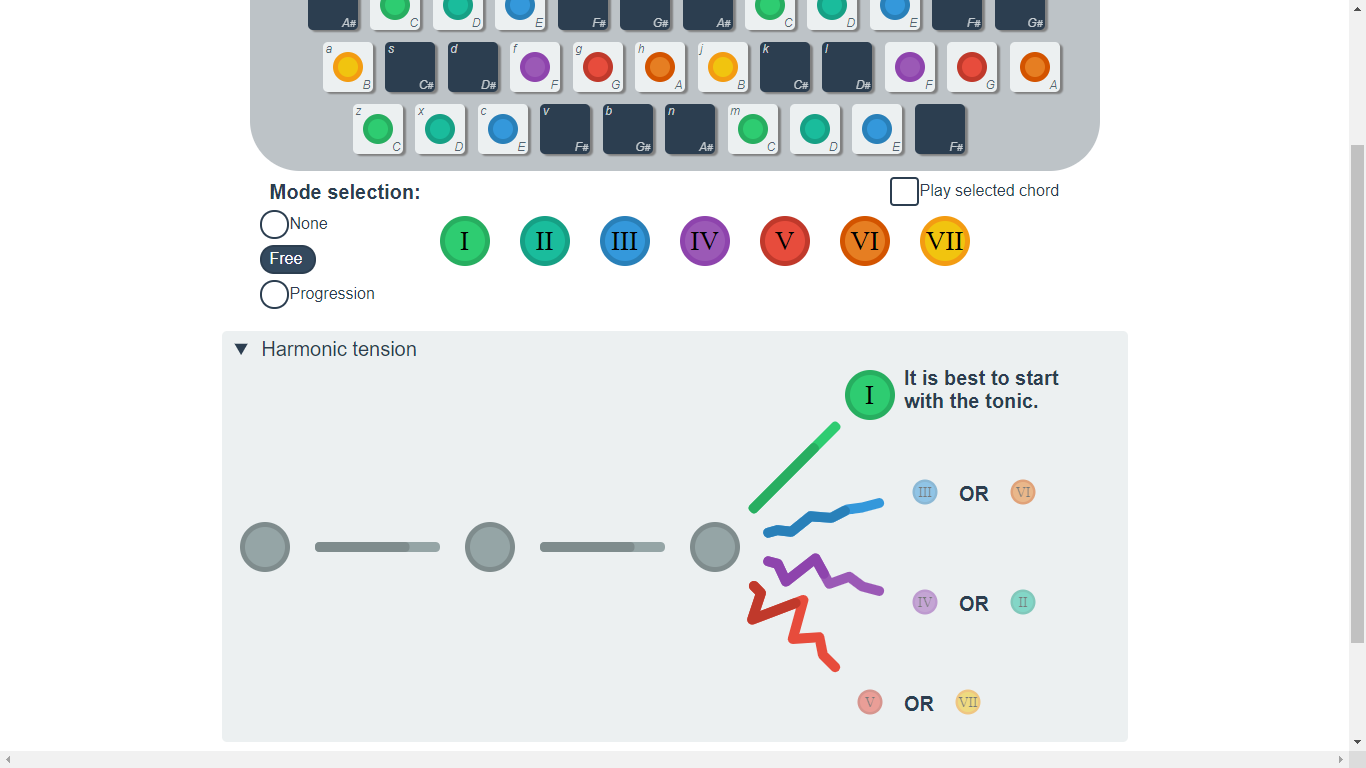 A# C D E F# G# A# C D E F# G#
a B s C# d D# f F g G h A j B k C# l D# F G A
z C x D c E v F# b G# n A# m C D E F#
Mode selection:
Play selected chord
None
I II III IV V VI VII
Free
Progression
▼ Harmonic tension
I It is best to start
with the tonic.
III OR VI
IV OR II
V OR VII